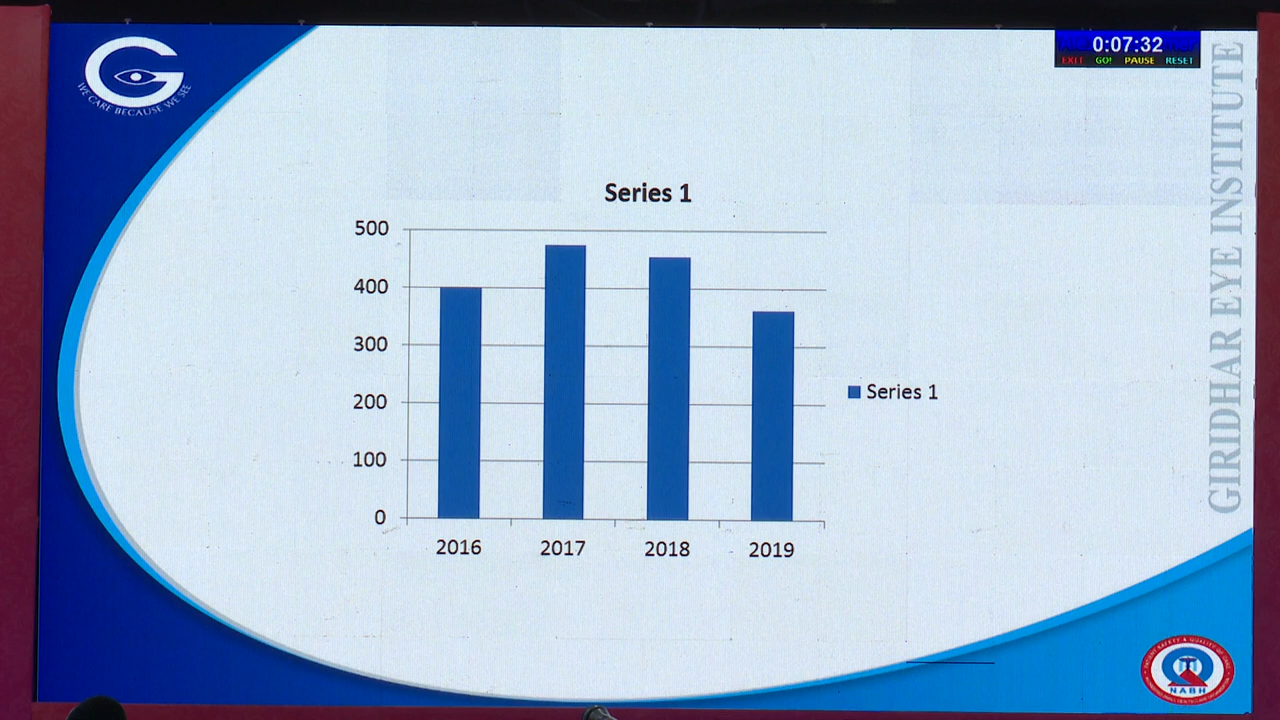 WE CARE BECAUSE WE SEE
0:07:32
EXIT GO! PAUSE RESET
GIRIDHAR EYE INSTITUTE
Series 1
500
400
300
200
100
0
2016 2017 2018 2019
Series 1
NABH